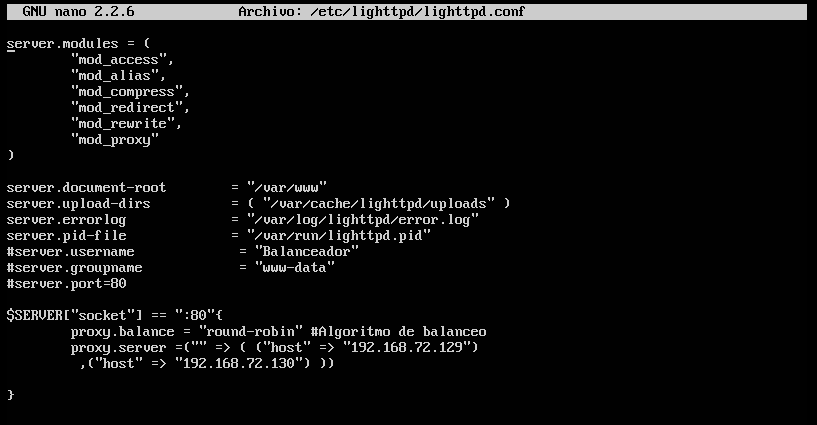 GNU nano 2.2.6 Archivo: /etc/lighttpd/lighttpd.conf
server.modules = (
"mod_access",
"mod_alias",
"mod_compress",
"mod_redirect",
"mod_rewrite",
"mod_proxy"
)
server.document-root = "/var/www"
server.upload-dirs = ( "/var/cache/lighttpd/uploads" )
server.errorlog = "/var/log/lighttpd/error.log"
server.pid-file = "/var/run/lighttpd.pid"
#server.username = "Balanceador"
#server.groupname = "www-data"
#server.port=80
$SERVER["socket"] == ":80"{
proxy.balance = "round-robin" #Algoritmo de balanceo
proxy.server =("" => ( ("host" => "192.168.72.129")
,("host" => "192.168.72.130") ))
}